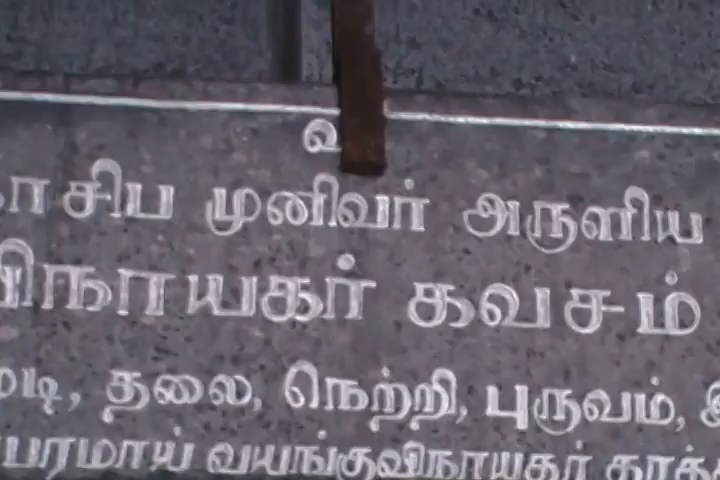 உ
காசிப முனிவர் அருளிய
விநாயகர் கவசம்
முடி, தலை, நெற்றி, புருவம்,
பரமாய் வயங்குவிநாயகர் காக்க